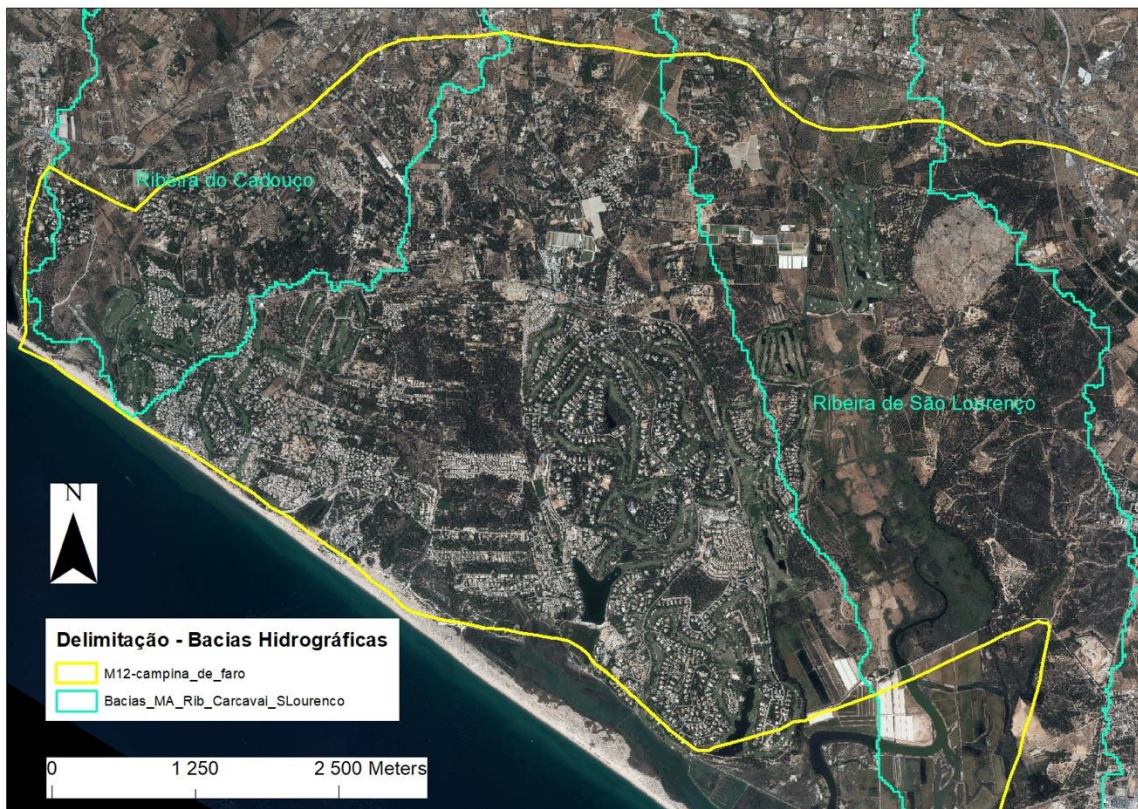 Ribeira do Cadouço
Ribeira de São Lourenço
N
Delimitação - Bacias Hidrográficas
M12-campina_de_faro
Bacias_MA_Rib_Carcavai_SLourenco
0 1 250 2 500 Meters